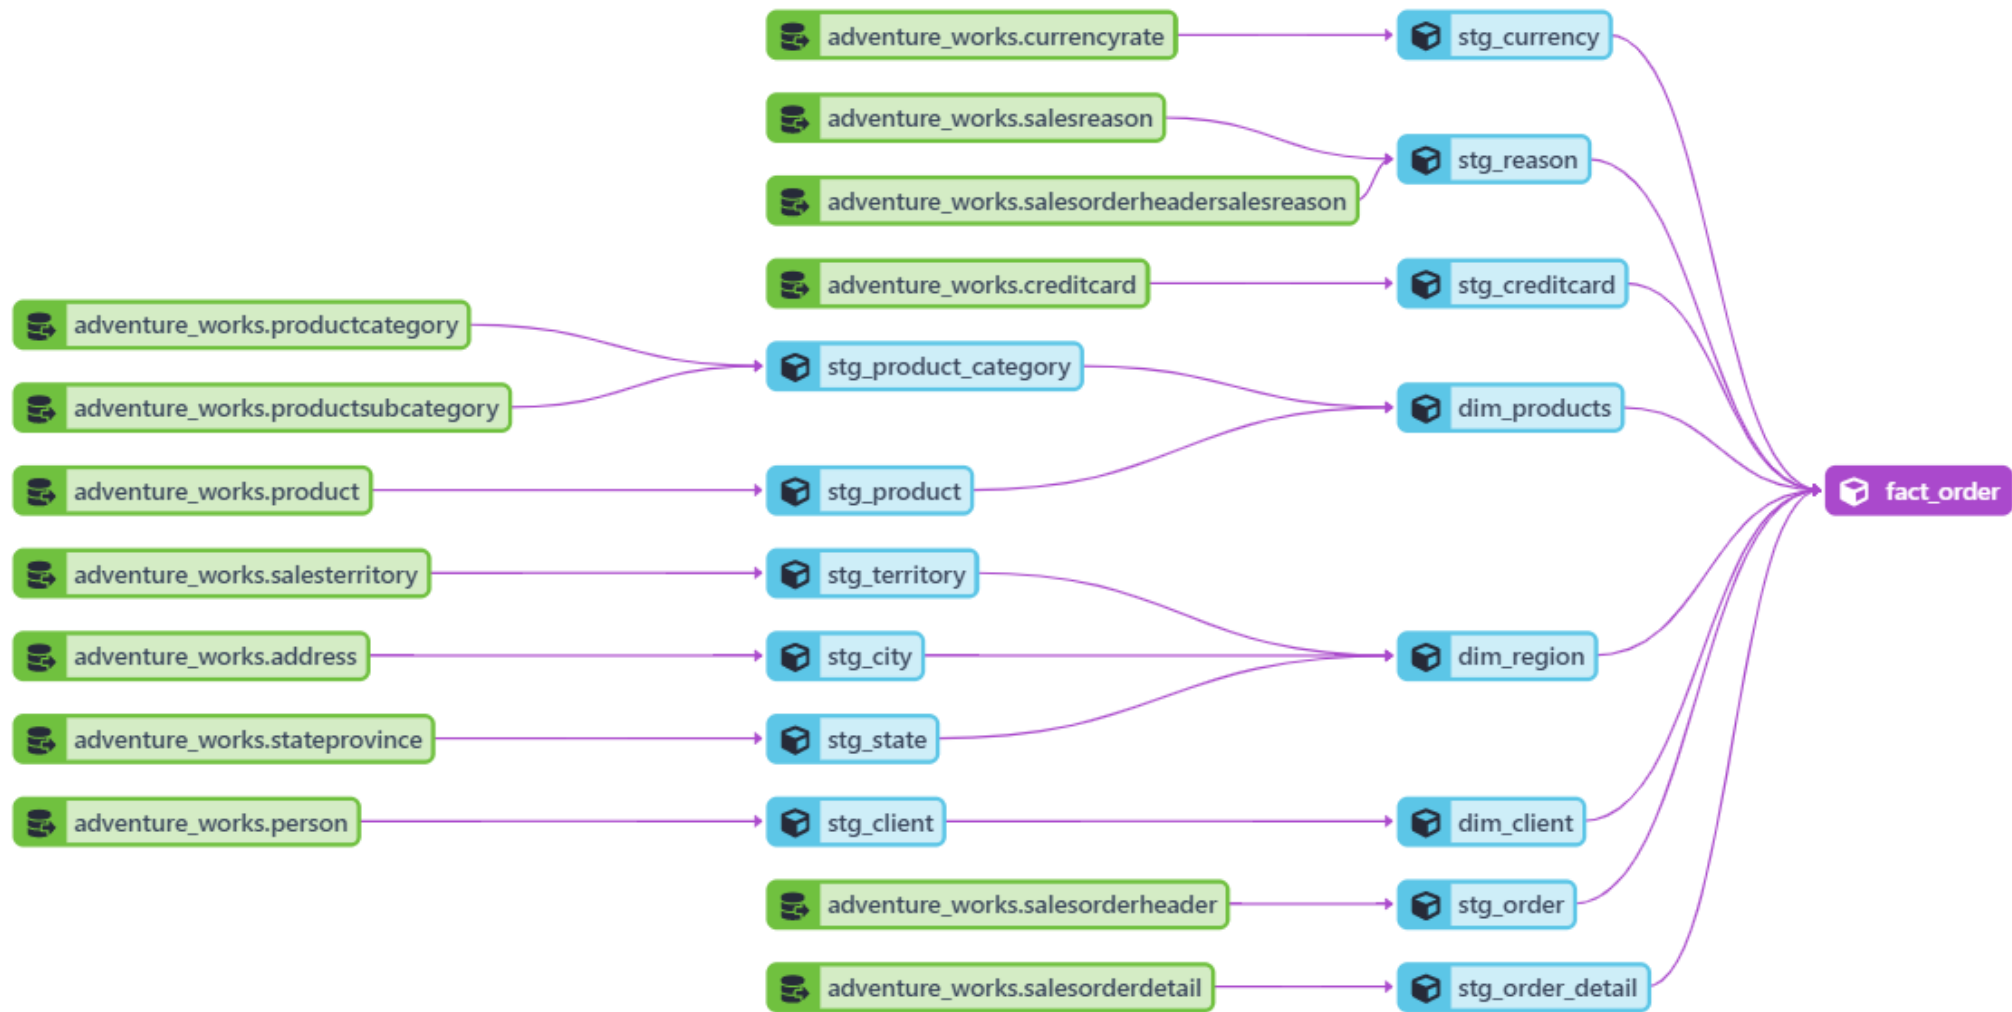 adventure_works.currencyrate
stg_currency
adventure_works.salesreason
stg_reason
adventure_works.salesorderheadersalesreason
adventure_works.creditcard
stg_creditcard
adventure_works.productcategory
stg_product_category
adventure_works.productsubcategory
dim_products
adventure_works.product
stg_product
fact_order
adventure_works.salesterritory
stg_territory
adventure_works.address
stg_city
dim_region
adventure_works.stateprovince
stg_state
adventure_works.person
stg_client
dim_client
adventure_works.salesorderheader
stg_order
adventure_works.salesorderdetail
stg_order_detail